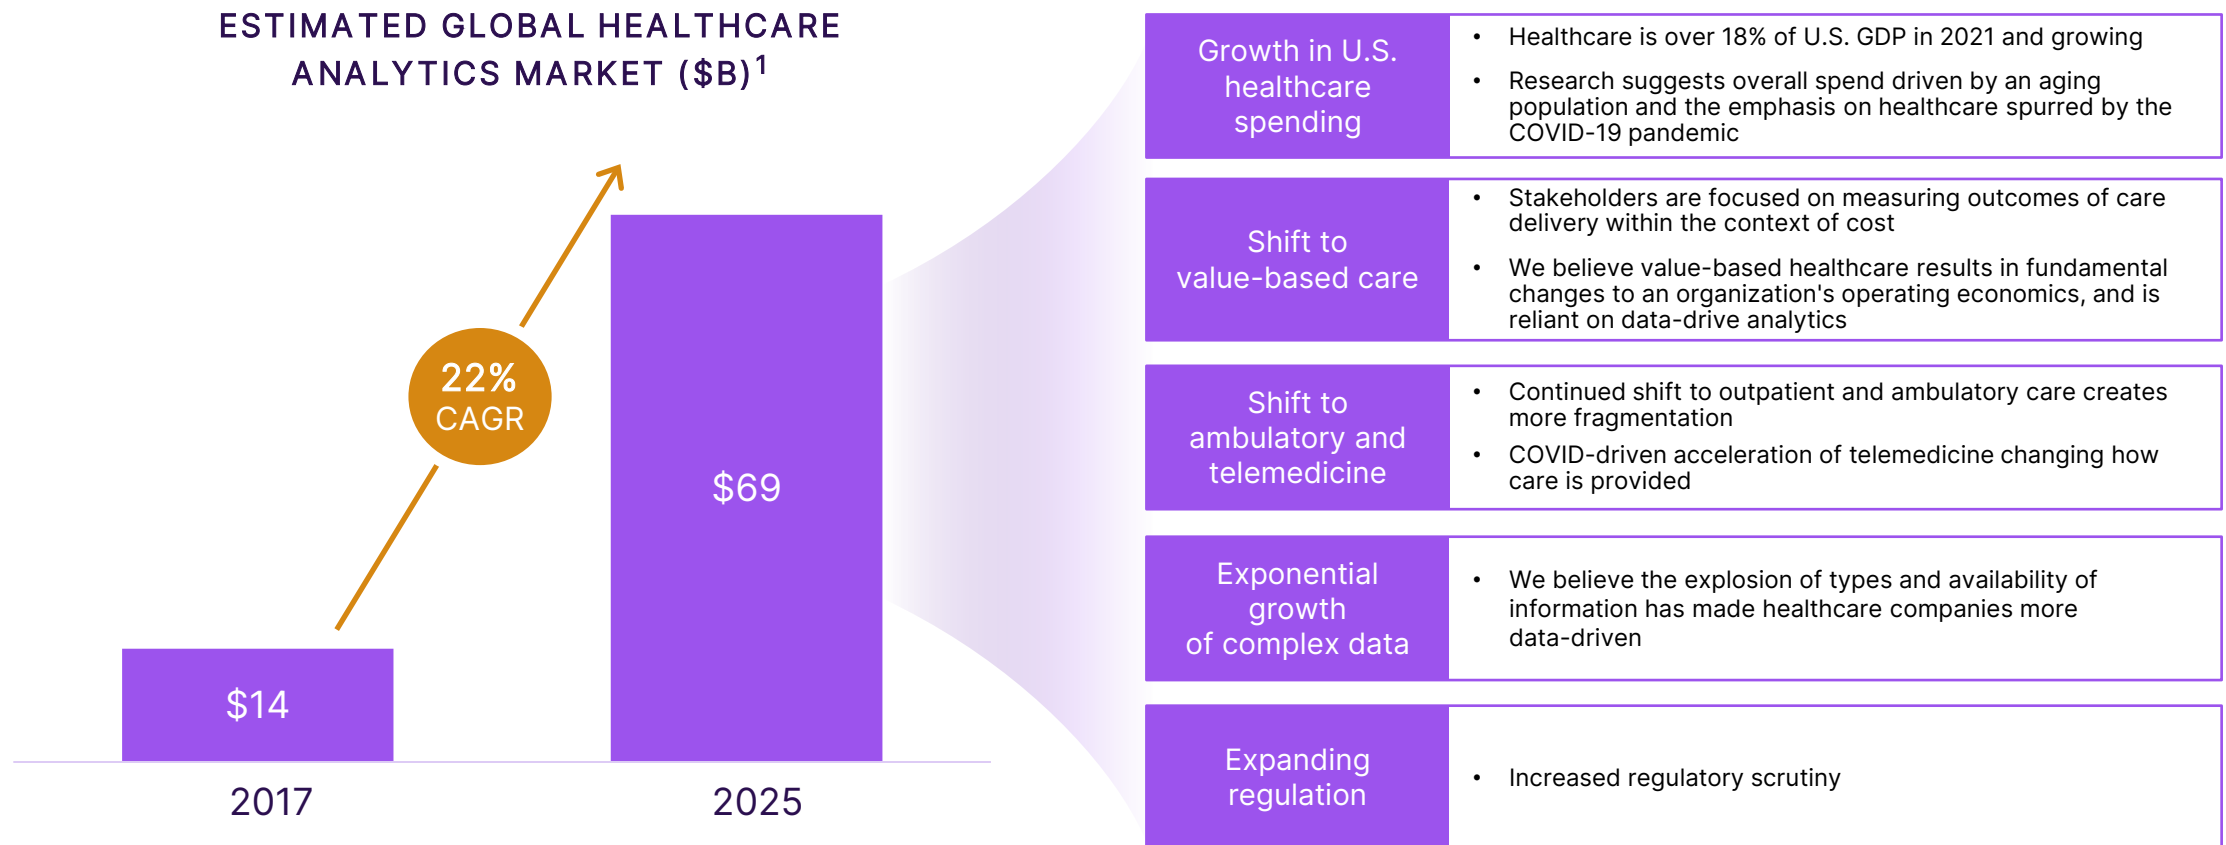 ESTIMATED GLOBAL HEALTHCARE
ANALYTICS MARKET ($B)1
22%
CAGR
$14
$69
2017
2025
Growth in U.S.
healthcare
spending
• Healthcare is over 18% of U.S. GDP in 2021 and growing
• Research suggests overall spend driven by an aging
population and the emphasis on healthcare spurred by the
COVID-19 pandemic
Shift to
value-based care
• Stakeholders are focused on measuring outcomes of care
delivery within the context of cost
• We believe value-based healthcare results in fundamental
changes to an organization's operating economics, and is
reliant on data-drive analytics
Shift to
ambulatory and
telemedicine
• Continued shift to outpatient and ambulatory care creates
more fragmentation
• COVID-driven acceleration of telemedicine changing how
care is provided
Exponential
growth
of complex data
• We believe the explosion of types and availability of
information has made healthcare companies more
data-driven
Expanding
regulation
• Increased regulatory scrutiny